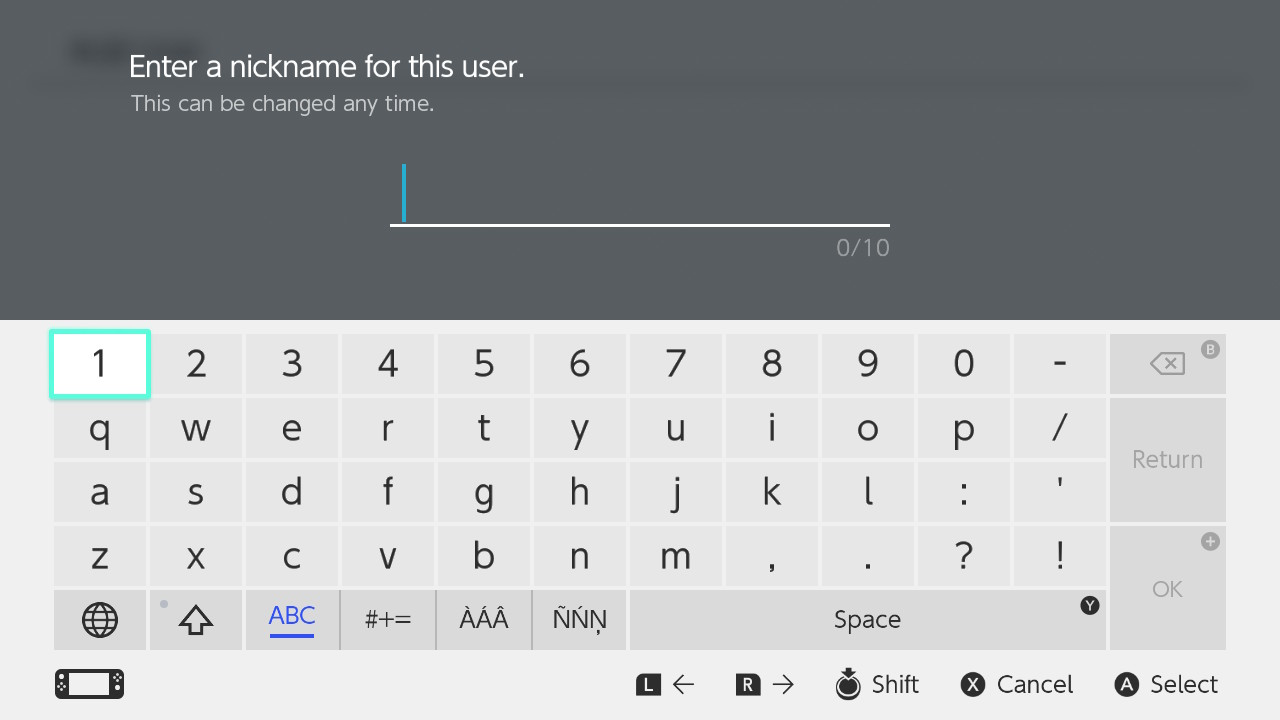 Enter a nickname for this user.
This can be changed any time.
0/10
1 2 3 4 5 6 7 8 9 0 - B
q w e r t y u i o p / Return
a s d f g h j k l : '
z x c v b n m , . ? ! +
OK
ABC #+= ÀÁÂ ÑŃŅ Space Y
L ← R → Shift X Cancel A Select